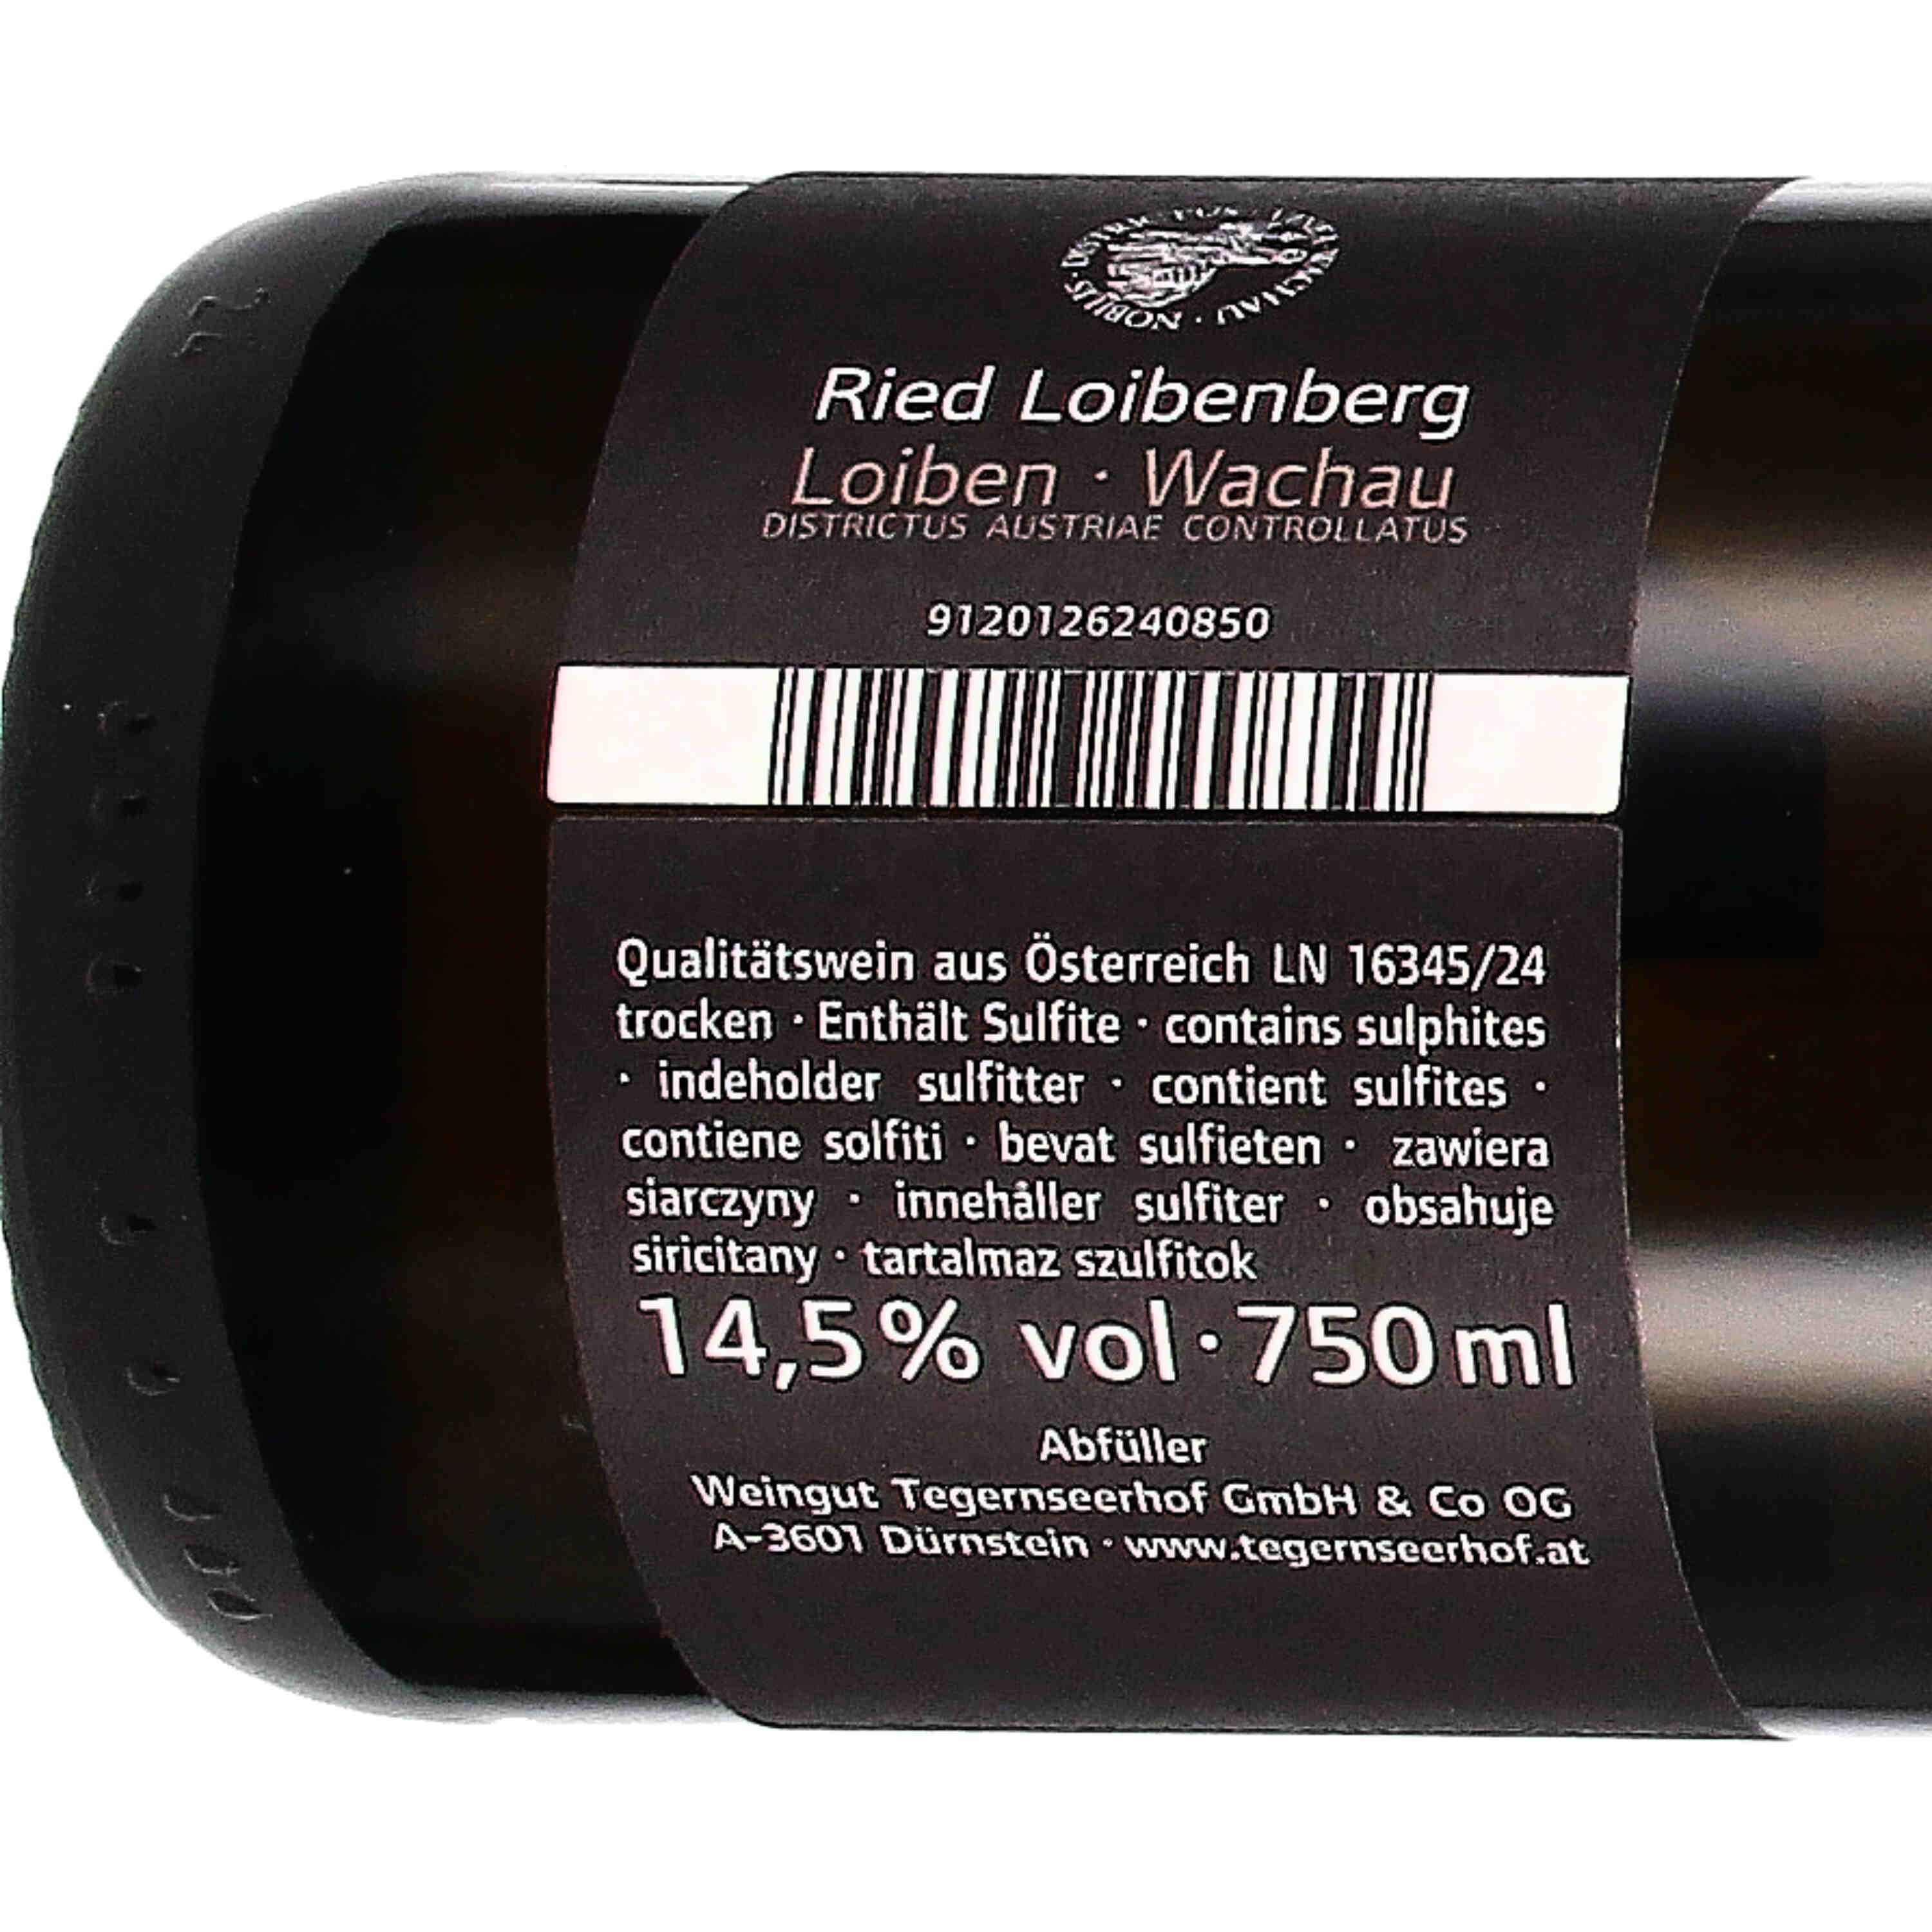 Ried Loibenberg
Loiben · Wachau
DISTRICTUS AUSTRIAE CONTROLLATUS
9120126240850
Qualitätswein aus Österreich LN 16345/24
trocken · Enthält Sulfite · contains sulphites
· indeholder sulfitter · contient sulfites ·
contiene solfiti · bevat sulfieten · zawiera
siarczyny · innehåller sulfiter · obsahuje
siricitany · tartalmaz szulfitok
14,5% vol · 750 ml
Abfüller
Weingut Tegernseerhof GmbH & Co OG
A-3601 Dürnstein · www.tegernseerhof.at